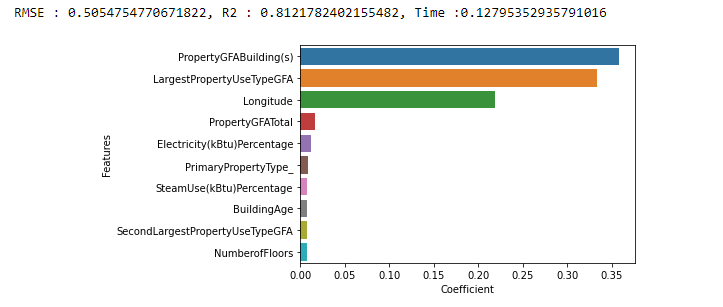 RMSE : 0.5054754770671822, R2 : 0.8121782402155482, Time :0.12795352935791016
PropertyGFABuilding(s)
LargestPropertyUseTypeGFA
Longitude
PropertyGFATotal
Electricity(kBtu)Percentage
PrimaryPropertyType_
SteamUse(kBtu)Percentage
BuildingAge
SecondLargestPropertyUseTypeGFA
NumberofFloors
Features
0.00 0.05 0.10 0.15 0.20 0.25 0.30 0.35
Coefficient